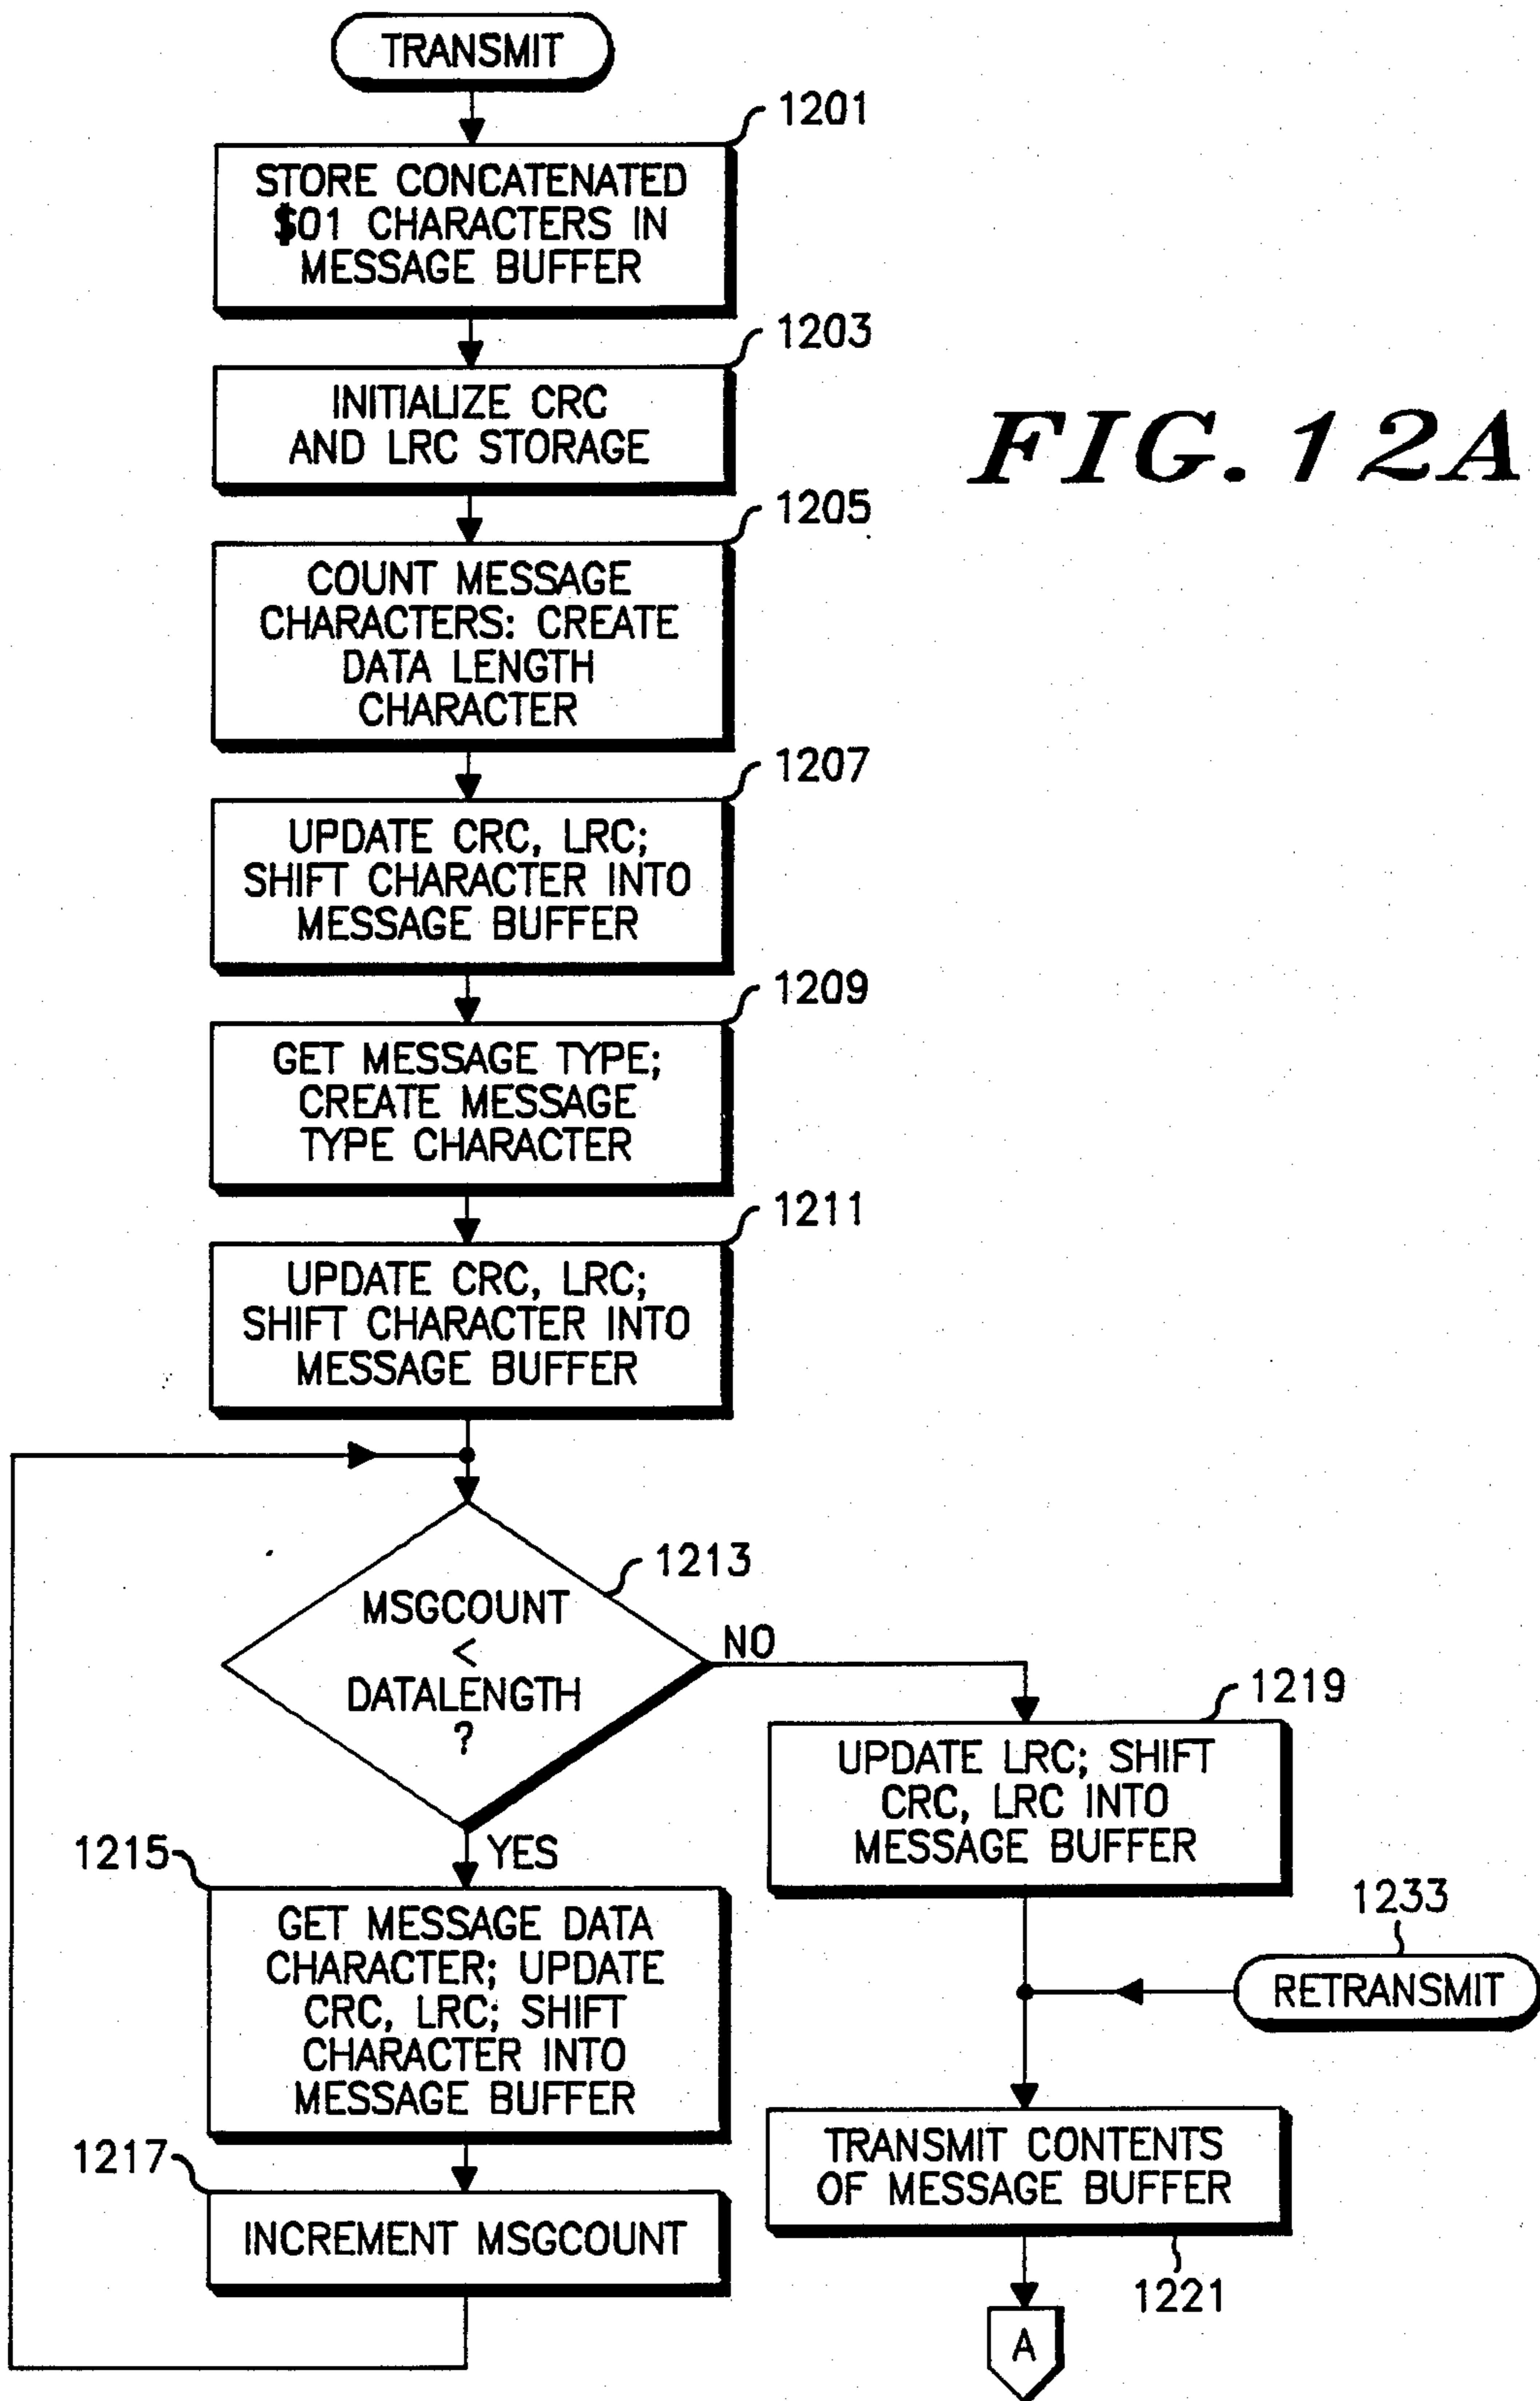 TRANSMIT
1201
STORE CONCATENATED
$01 CHARACTERS IN
MESSAGE BUFFER
1203
INITIALIZE CRC
AND LRC STORAGE
FIG. 12A
1205
COUNT MESSAGE
CHARACTERS: CREATE
DATA LENGTH
CHARACTER
1207
UPDATE CRC, LRC;
SHIFT CHARACTER INTO
MESSAGE BUFFER
1209
GET MESSAGE TYPE;
CREATE MESSAGE
TYPE CHARACTER
1211
UPDATE CRC, LRC;
SHIFT CHARACTER INTO
MESSAGE BUFFER
1213
MSGCOUNT
<
DATALENGTH
?
NO
YES
1215
GET MESSAGE DATA
CHARACTER; UPDATE
CRC, LRC; SHIFT
CHARACTER INTO
MESSAGE BUFFER
1217
INCREMENT MSGCOUNT
1219
UPDATE LRC; SHIFT
CRC, LRC INTO
MESSAGE BUFFER
1233
RETRANSMIT
TRANSMIT CONTENTS
OF MESSAGE BUFFER
1221
A